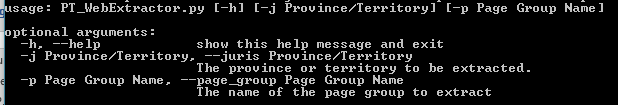 usage: PT_WebExtractor.py [-h] [-j Province/Territory] [-p Page Group Name]
optional arguments:
-h, --help show this help message and exit
-j Province/Territory, --juris Province/Territory
The province or territory to be extracted.
-p Page Group Name, --page_group Page Group Name
The name of the page group to extract